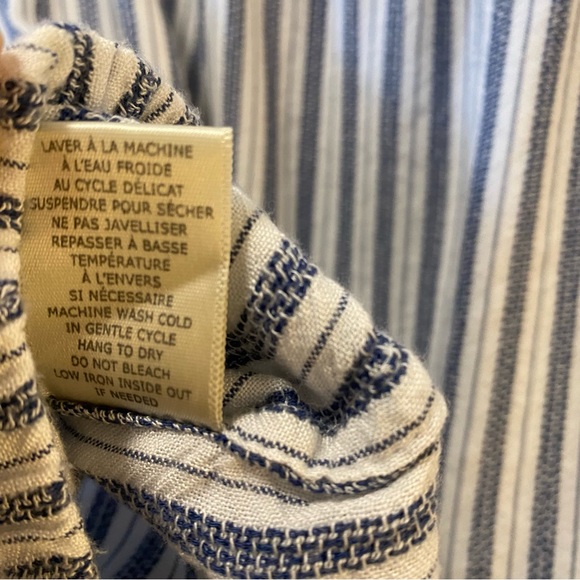 LAVER À LA MACHINE
À L'EAU FROIDE
AU CYCLE DÉLICAT
SUSPENDRE POUR SÉCHER
NE PAS JAVELLISER
REPASSER À BASSE
TEMPÉRATURE
À L'ENVERS
SI NÉCESSAIRE
MACHINE WASH COLD
IN GENTLE CYCLE
HANG TO DRY
DO NOT BLEACH
LOW IRON INSIDE OUT
IF NEEDED